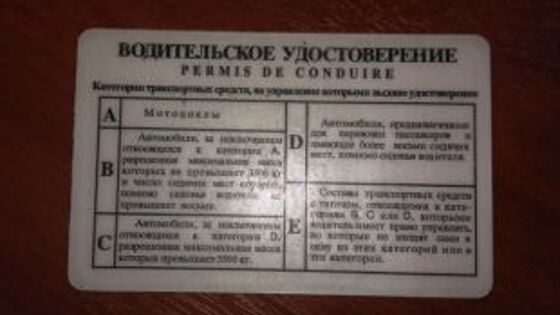 ВОДИТЕЛЬСКОЕ УДОСТОВЕРЕНИЕ
PERMIS DE CONDUIRE
Категории транспортных средств, на управление которыми выдано удостоверение
A
Мотоциклы
B
Автомобили, за исключением
относящихся к категории A,
разрешенная максимальная масса
которых не превышает 3500 кг
и число сидячих мест которых,
помимо сиденья водителя, не
превышает восьми.
C
Автомобили, за исключением
относящихся к категории D,
разрешенная максимальная масса
которых превышает 3500 кг.
D
Автомобили, предназначенные
для перевозки пассажиров и
имеющие более восьми сидячих
мест, помимо сиденья водителя.
E
Составы транспортных средств
с тягачом, относящимся к кате-
гориям B, C или D, которыми
водитель имеет право управлять,
но которые не входят сами в
одну из этих категорий или в
эти категории.